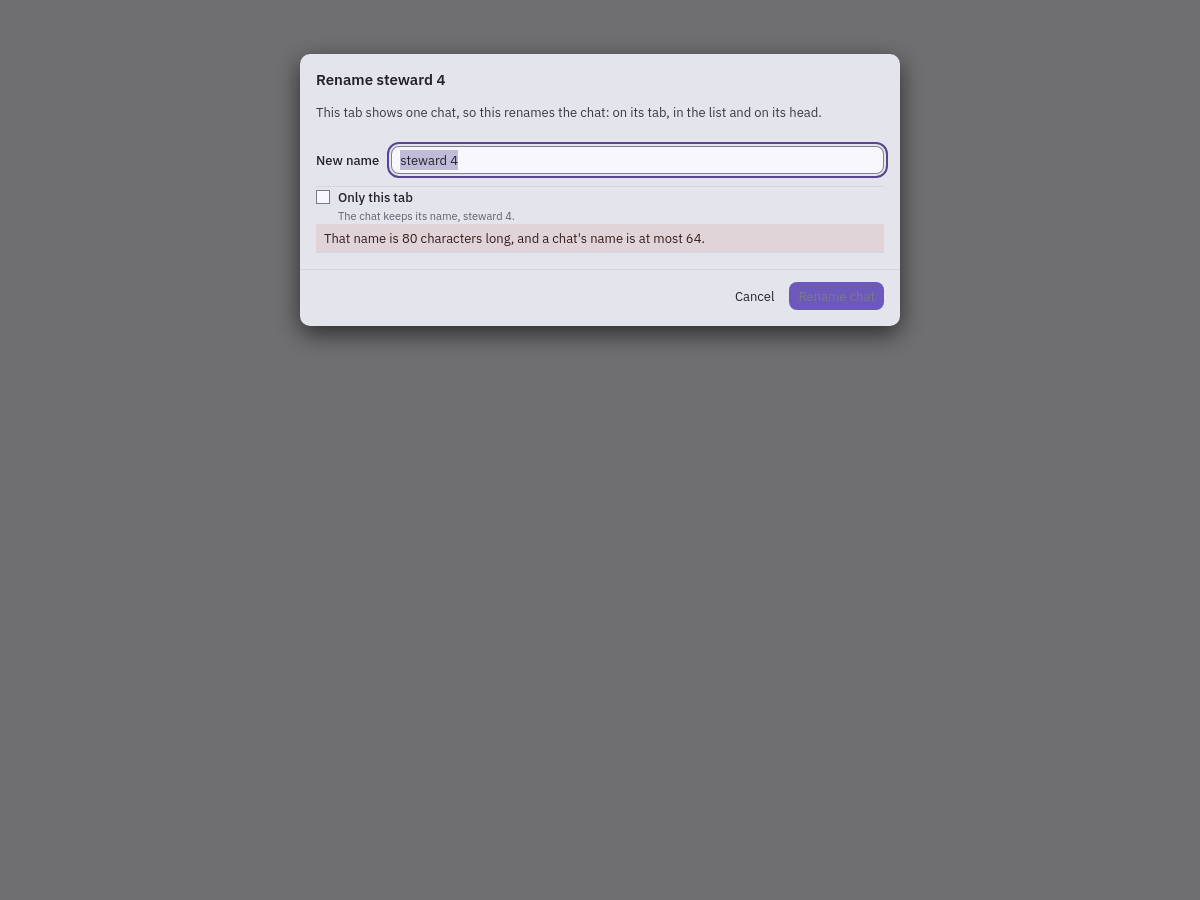 Rename steward 4
This tab shows one chat, so this renames the chat: on its tab, in the list and on its head.
New name steward 4
Only this tab
The chat keeps its name, steward 4.
That name is 80 characters long, and a chat's name is at most 64.
Cancel Rename chat